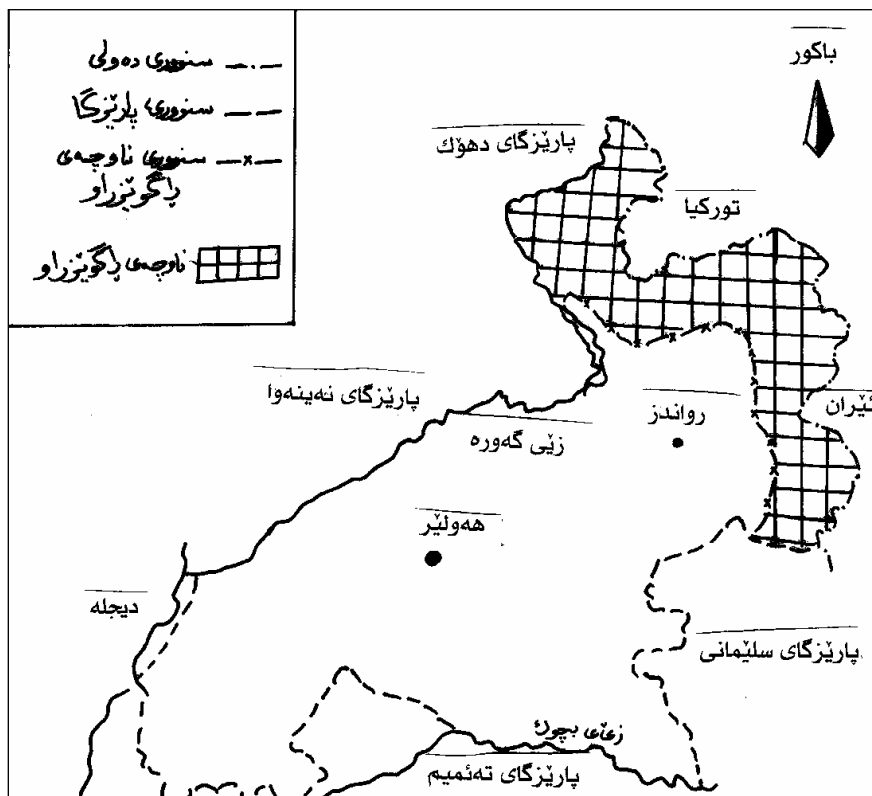 سنووری دەولی
سنووری پارێزگا
سنووری ناوچەی
ڕاگوێزراو
ناوچەی ڕاگوێزراو
باکور
پارێزگای دهۆك
تورکیا
پارێزگای نەینەوا
رواندز
ئێران
زێی گەورە
هەولێر
دیجلە
پارێزگای سلێمانی
زێی بچوك
پارێزگای تەئمیم